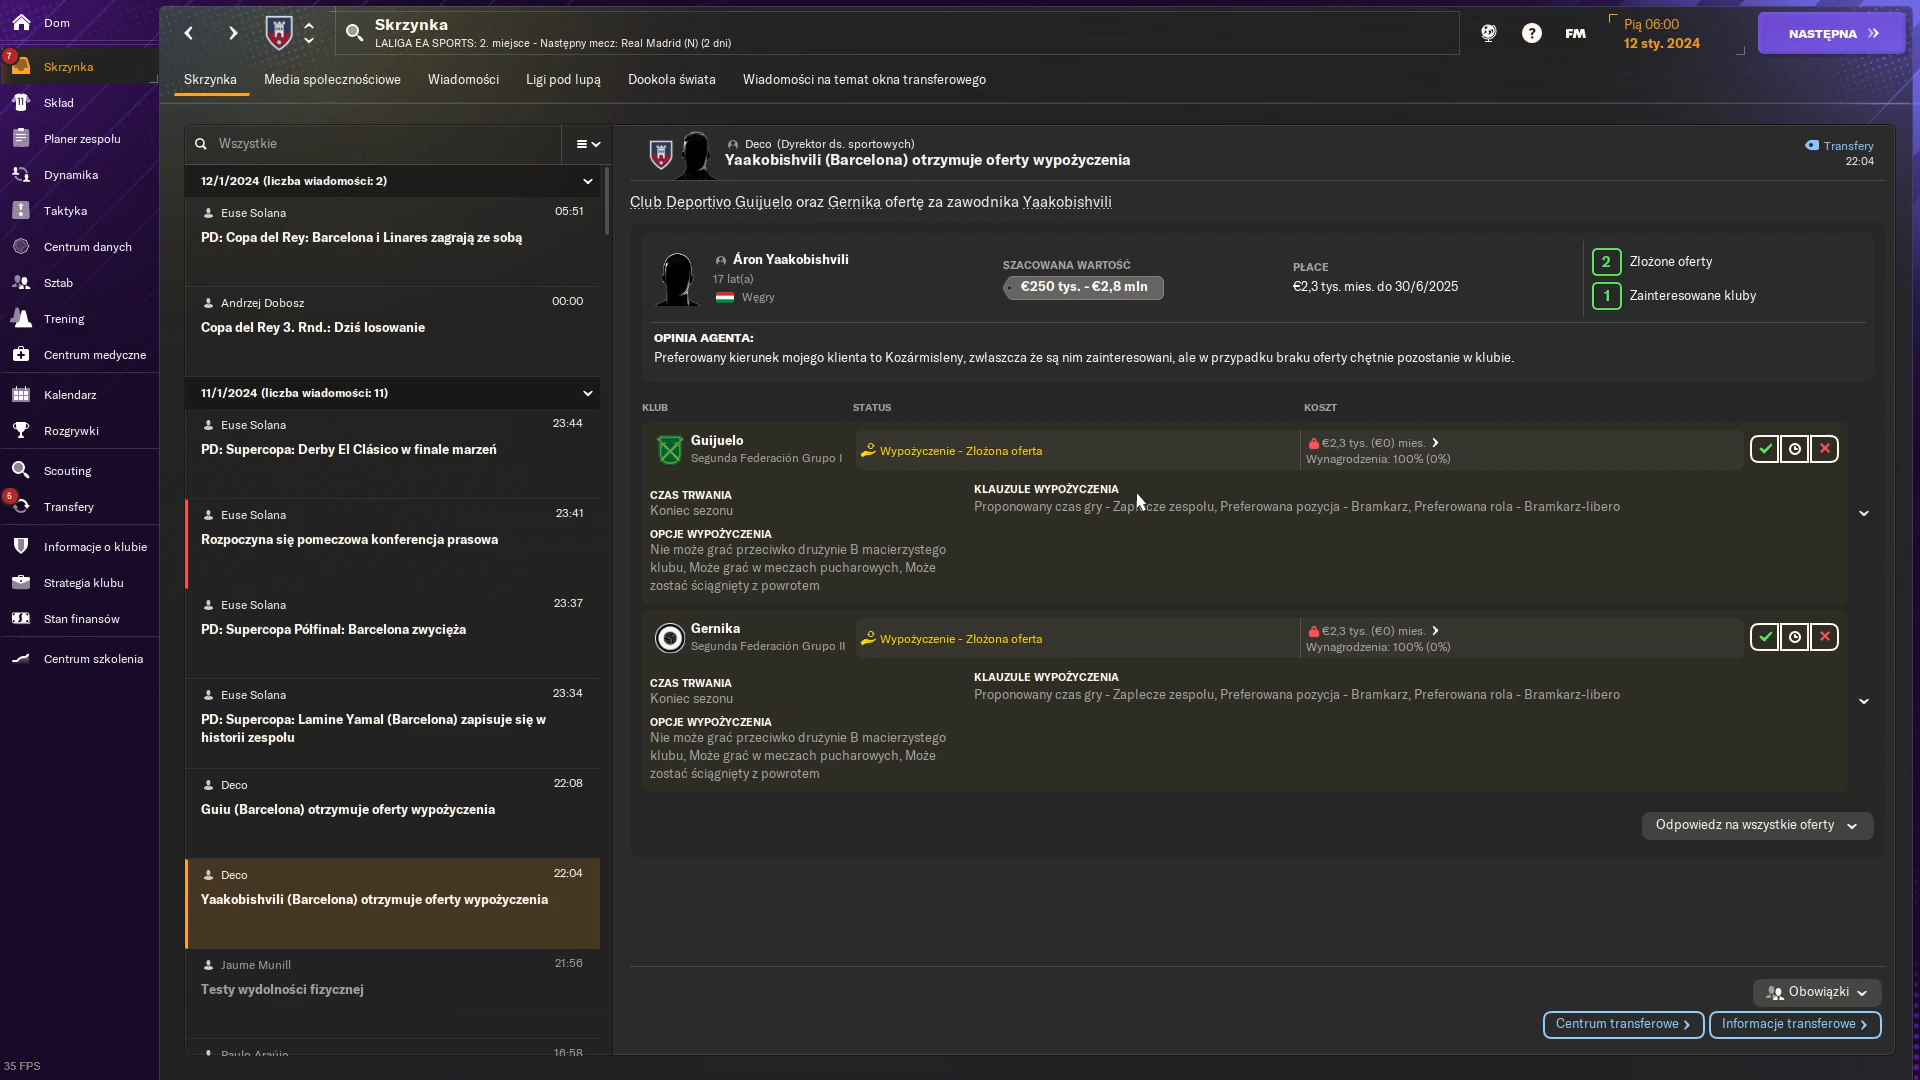 Dom
7
Skrzynka
Skład
Planer zespołu
Dynamika
Taktyka
Centrum danych
Sztab
Trening
Centrum medyczne
Kalendarz
Rozgrywki
Scouting
6
Transfery
Informacje o klubie
Strategia klubu
Stan finansów
Centrum szkolenia
35 FPS
Skrzynka
LALIGA EA SPORTS: 2. miejsce - Następny mecz: Real Madrid (N) (2 dni)
FM
Pią 06:00
12 sty. 2024
NASTĘPNA
Skrzynka
Media społecznościowe
Wiadomości
Ligi pod lupą
Dookoła świata
Wiadomości na temat okna transferowego
Wszystkie
12/1/2024 (liczba wiadomości: 2)
Euse Solana 05:51
PD: Copa del Rey: Barcelona i Linares zagrają ze sobą
Andrzej Dobosz 00:00
Copa del Rey 3. Rnd.: Dziś losowanie
11/1/2024 (liczba wiadomości: 11)
Euse Solana 23:44
PD: Supercopa: Derby El Clásico w finale marzeń
Euse Solana 23:41
Rozpoczyna się pomeczowa konferencja prasowa
Euse Solana 23:37
PD: Supercopa Półfinał: Barcelona zwycięża
Euse Solana 23:34
PD: Supercopa: Lamine Yamal (Barcelona) zapisuje się w
historii zespołu
Deco 22:08
Guiu (Barcelona) otrzymuje oferty wypożyczenia
Deco 22:04
Yaakobishvili (Barcelona) otrzymuje oferty wypożyczenia
Jaume Munill 21:56
Testy wydolności fizycznej
Paulo Araújo 16:58
Deco (Dyrektor ds. sportowych)
Yaakobishvili (Barcelona) otrzymuje oferty wypożyczenia
Transfery
22:04
Club Deportivo Guijuelo oraz Gernika ofertę za zawodnika Yaakobishvili
Áron Yaakobishvili
17 lat(a)
Węgry
SZACOWANA WARTOŚĆ
€250 tys. - €2,8 mln
PŁACE
€2,3 tys. mies. do 30/6/2025
2 Złożone oferty
1 Zainteresowane kluby
OPINIA AGENTA:
Preferowany kierunek mojego klienta to Kozármisleny, zwłaszcza że są nim zainteresowani, ale w przypadku braku oferty chętnie pozostanie w klubie.
KLUB STATUS KOSZT
Guijuelo
Segunda Federación Grupo I
Wypożyczenie - Złożona oferta
€2,3 tys. (€0) mies.
Wynagrodzenia: 100% (0%)
CZAS TRWANIA
Koniec sezonu
OPCJE WYPOŻYCZENIA
Nie może grać przeciwko drużynie B macierzystego
klubu, Może grać w meczach pucharowych, Może
zostać ściągnięty z powrotem
KLAUZULE WYPOŻYCZENIA
Proponowany czas gry - Zaplecze zespołu, Preferowana pozycja - Bramkarz, Preferowana rola - Bramkarz-libero
Gernika
Segunda Federación Grupo II
Wypożyczenie - Złożona oferta
€2,3 tys. (€0) mies.
Wynagrodzenia: 100% (0%)
CZAS TRWANIA
Koniec sezonu
OPCJE WYPOŻYCZENIA
Nie może grać przeciwko drużynie B macierzystego
klubu, Może grać w meczach pucharowych, Może
zostać ściągnięty z powrotem
KLAUZULE WYPOŻYCZENIA
Proponowany czas gry - Zaplecze zespołu, Preferowana pozycja - Bramkarz, Preferowana rola - Bramkarz-libero
Odpowiedz na wszystkie oferty
Obowiązki
Centrum transferowe
Informacje transferowe